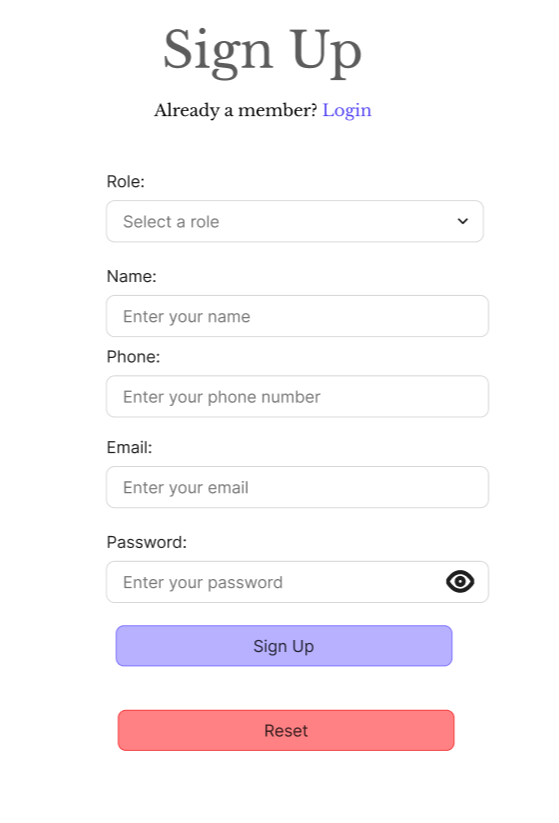 Sign Up
Already a member? Login
Role:
Select a role
Name:
Enter your name
Phone:
Enter your phone number
Email:
Enter your email
Password:
Enter your password
Sign Up
Reset